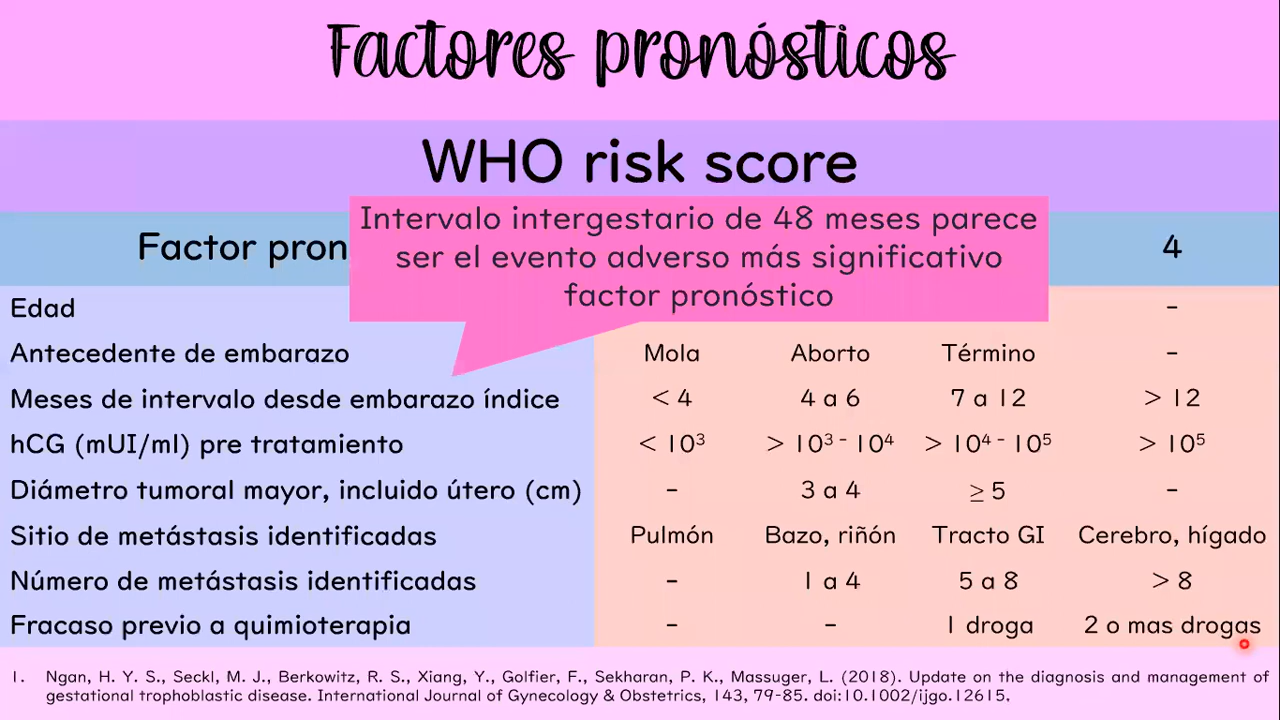 Factores pronósticos
WHO risk score
Intervalo intergestario de 48 meses parece
ser el evento adverso más significativo
factor pronóstico
Factor pron 4
Edad -
Antecedente de embarazo Mola Aborto Término -
Meses de intervalo desde embarazo índice < 4 4 a 6 7 a 12 > 12
hCG (mUI/ml) pre tratamiento < 10³ > 10³ - 10⁴ > 10⁴ - 10⁵ > 10⁵
Diámetro tumoral mayor, incluido útero (cm) - 3 a 4 ≥ 5 -
Sitio de metástasis identificadas Pulmón Bazo, riñón Tracto GI Cerebro, hígado
Número de metástasis identificadas - 1 a 4 5 a 8 > 8
Fracaso previo a quimioterapia - - 1 droga 2 o mas drogas
1. Ngan, H. Y. S., Seckl, M. J., Berkowitz, R. S., Xiang, Y., Golfier, F., Sekharan, P. K., Massuger, L. (2018). Update on the diagnosis and management of
gestational trophoblastic disease. International Journal of Gynecology & Obstetrics, 143, 79-85. doi:10.1002/ijgo.12615.